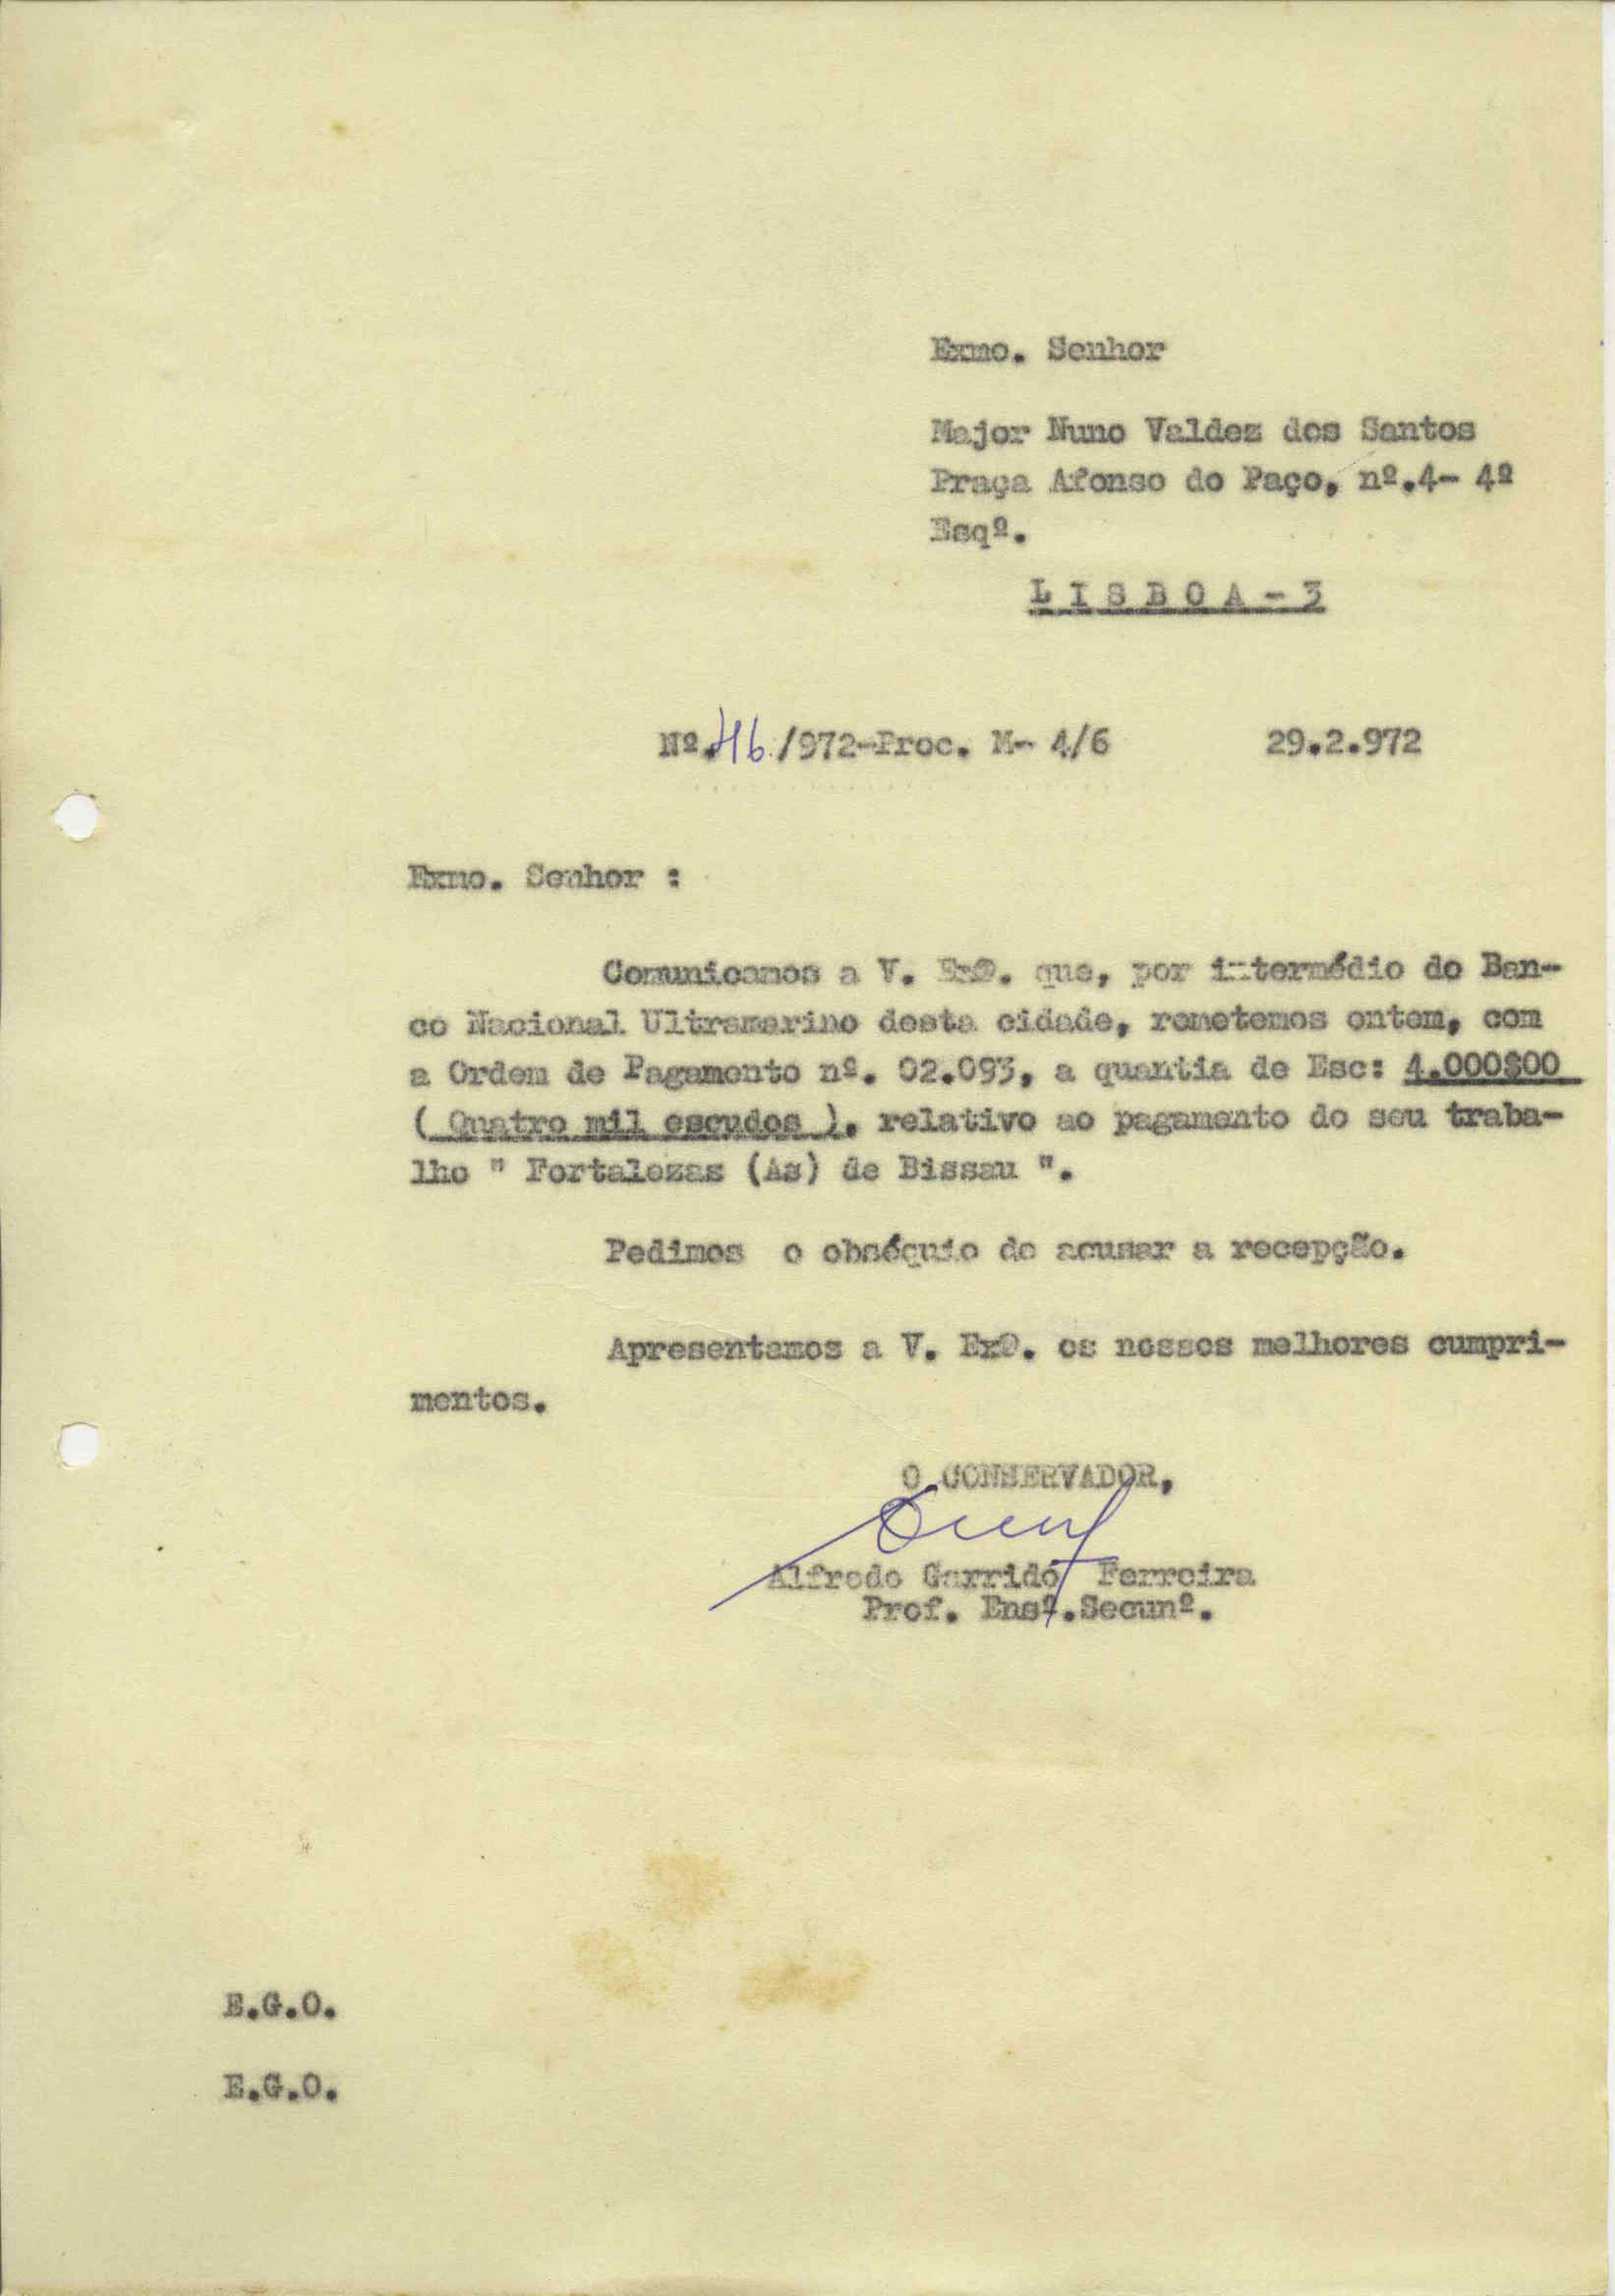 Exmo. Senhor
Major Nuno Valdez dos Santos
Praça Afonso do Paço, nº.4- 4º
Esqº.
LISBOA-3
Nº.46/972-Proc. M- 4/6 29.2.972
Exmo. Senhor :
Comunicamos a V. Exª. que, por intermédio do Ban-
co Nacional Ultramarino desta cidade, remetemos ontem, com
a Ordem de Pagamento nº. 02.093, a quantia de Esc: 4.000$00
( Quatro mil escudos ), relativo ao pagamento do seu traba-
lho " Fortalezas (As) de Bissau ".
Pedimos o obséquio de acusar a recepção.
Apresentamos a V. Exª. os nossos melhores cumpri-
mentos.
O CONSERVADOR,
Alfredo Garrido Ferreira
Prof. Ensº.Secunº.
E.G.O.
E.G.O.